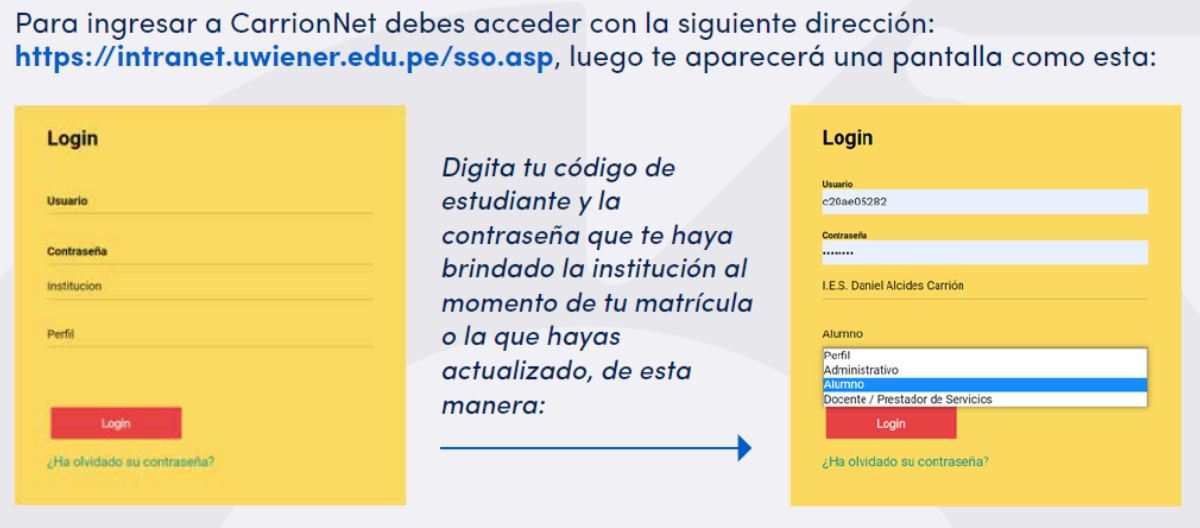 Para ingresar a CarrionNet debes acceder con la siguiente dirección:
https://intranet.uwiener.edu.pe/sso.asp, luego te aparecerá una pantalla como esta:
Login
Usuario
Contraseña
Institucion
Perfil
Login
¿Ha olvidado su contraseña?
Digita tu código de
estudiante y la
contraseña que te haya
brindado la institución al
momento de tu matrícula
o la que hayas
actualizado, de esta
manera:
Login
Usuario
c20ae05282
Contraseña
••••••••
I.E.S. Daniel Alcides Carrión
Alumno
Perfil
Administrativo
Alumno
Docente / Prestador de Servicios
Login
¿Ha olvidado su contraseña?